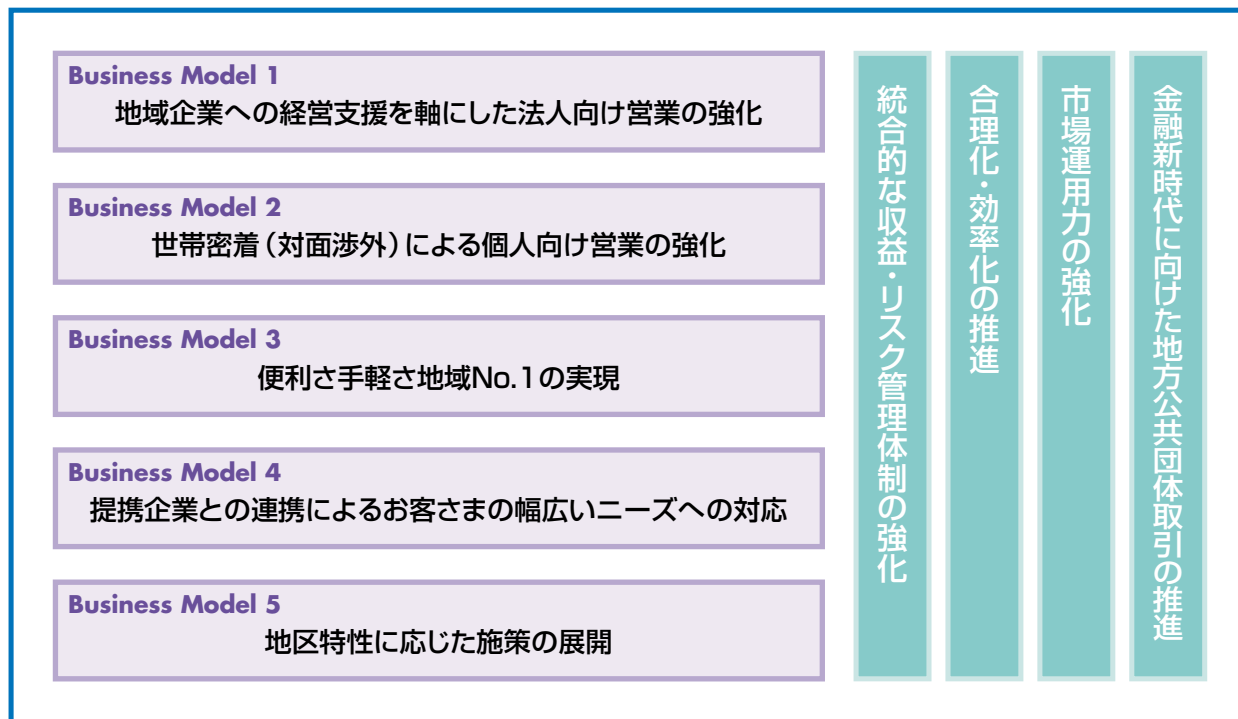 Business Model 1
地域企業への経営支援を軸にした法人向け営業の強化
Business Model 2
世帯密着（対面渉外）による個人向け営業の強化
Business Model 3
便利さ手軽さ地域No.1の実現
Business Model 4
提携企業との連携によるお客さまの幅広いニーズへの対応
Business Model 5
地区特性に応じた施策の展開
統合的な収益・リスク管理体制の強化
合理化・効率化の推進
市場運用力の強化
金融新時代に向けた地方公共団体取引の推進